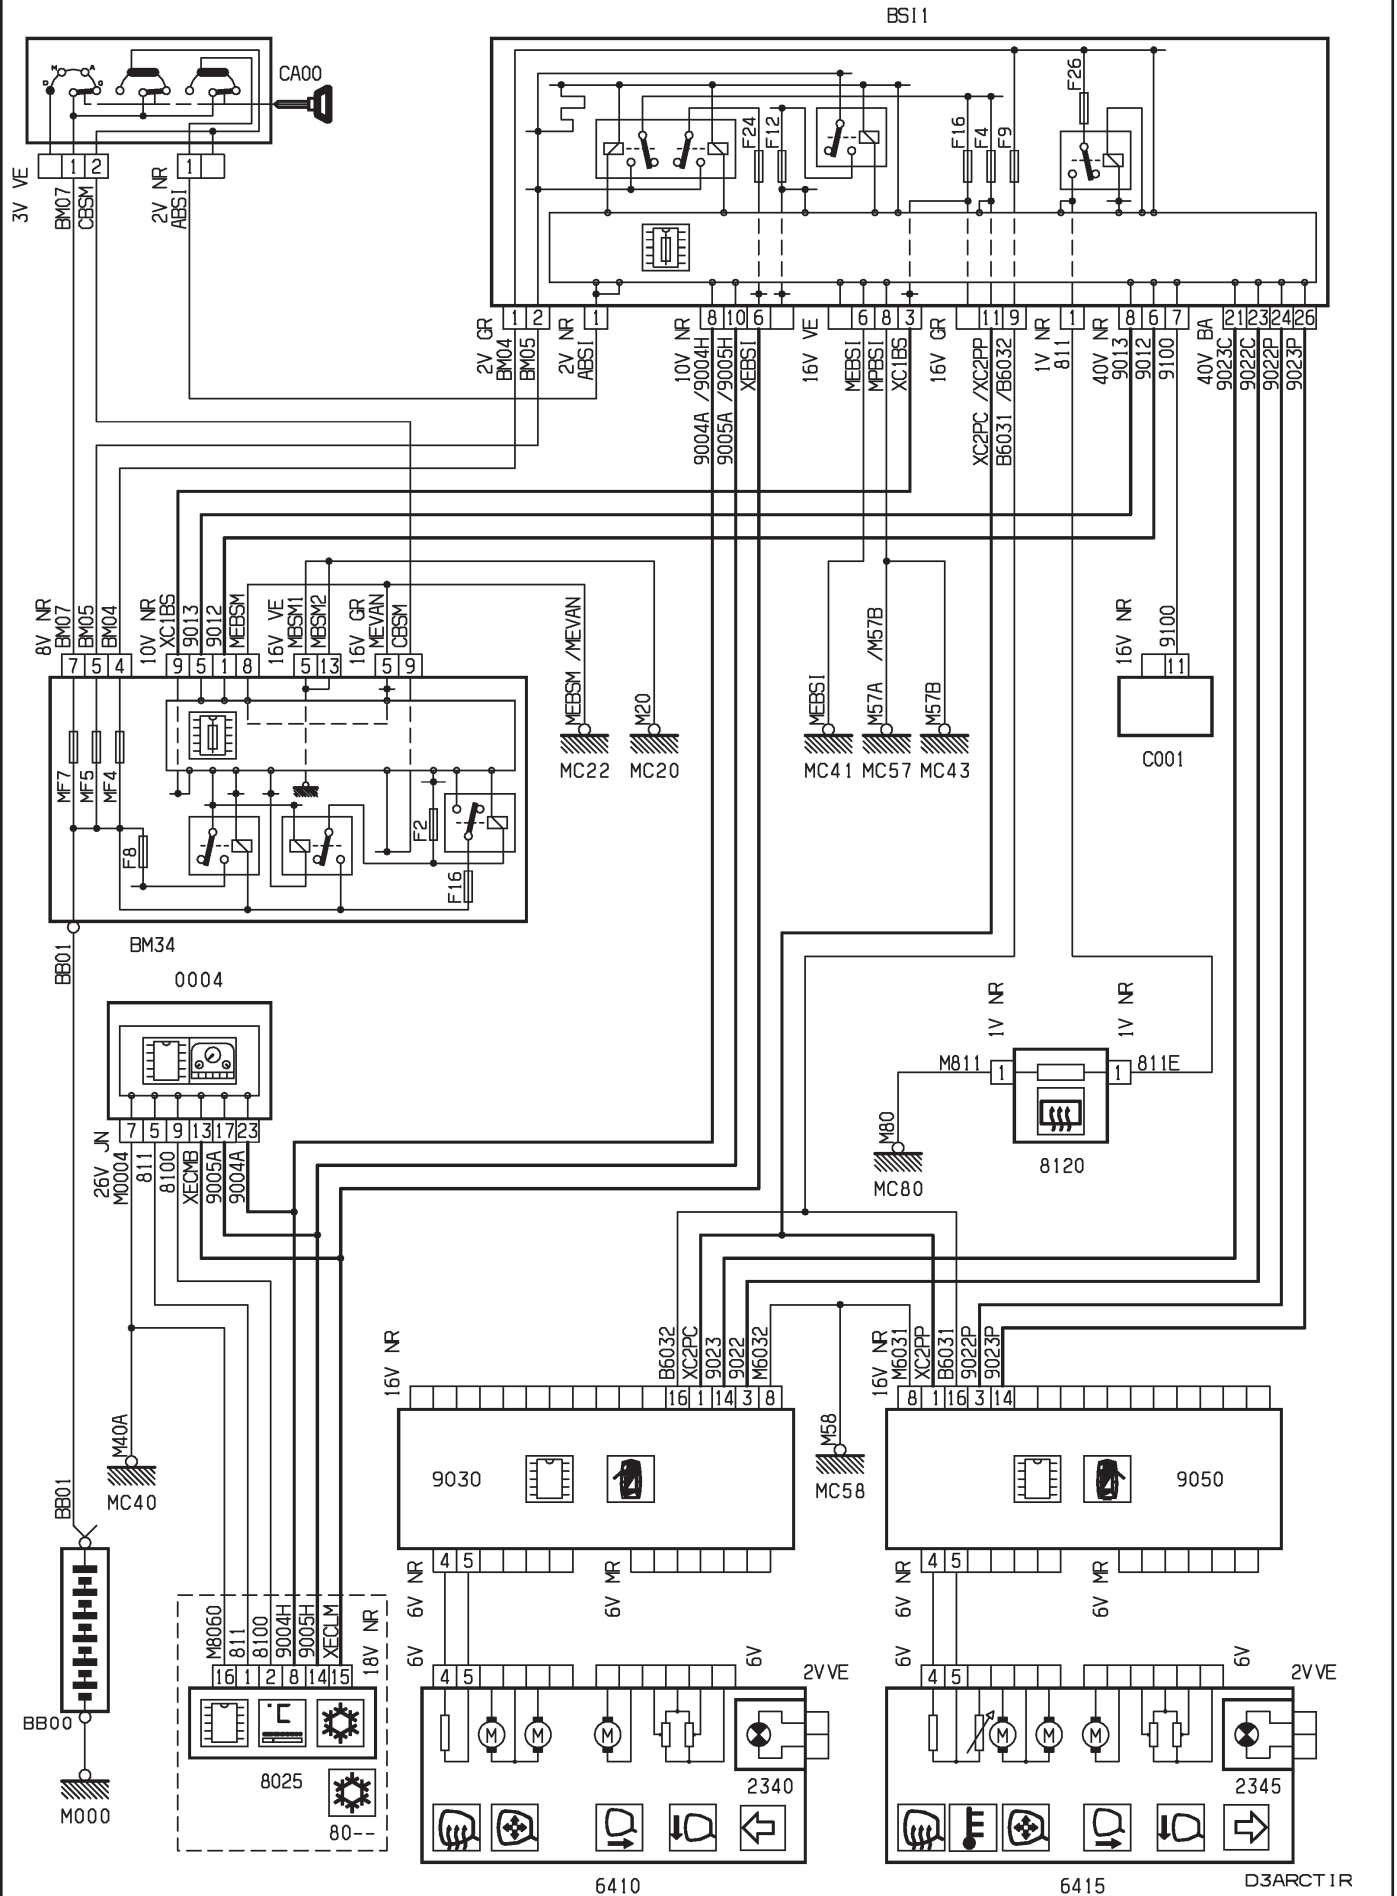 BSI1
CA00
M
A
D
C
3V VE
1
2
BM07
CBSM
2V NR
1
ABSI
F24
F12
F16
F4
F9
F26
2V GR
1
2
BM04
BM05
2V NR
1
ABSI
10V NR
8
10
6
9004A /9004H
9005A /9005H
XEBSI
16V VE
6
8
3
MEBSI
MPBSI
XC1BS
16V GR
11
9
XC2PC /XC2PP
B6031 /B6032
1V NR
1
811
40V NR
8
6
7
9013
9012
9100
40V BA
21
23
24
26
9023C
9022C
9022P
9023P
8V NR
BM07
BM05
BM04
7
5
4
10V NR
XC1BS
9013
9012
MEBSM
9
5
1
8
16V VE
MBSM1
MBSM2
5
13
16V GR
MEVAN
CBSM
5
9
MF7
MF5
MF4
F8
F2
F16
BM34
MEBSM /MEVAN
MC22
M20
MC20
MEBSI
MC41
M57A /M57B
MC57
M57B
MC43
16V NR
9100
11
C001
BB01
0004
26V JN
7
5
9
13
17
23
M0004
811
8100
XECMB
9005A
9004A
1V NR
1V NR
M811
1
1
811E
M80
MC80
8120
16V NR
B6032
XC2PC
9023
9022
M6032
16
1
14
3
8
16V NR
M6031
XC2PP
B6031
9022P
9023P
8
1
16
3
14
M40A
MC40
BB01
M58
MC58
9030
9050
4
5
6V NR
6V MR
4
5
6V NR
6V MR
BB00
M000
M8060
811
8100
9004H
9005H
XECLM
18V NR
16
1
2
8
14
15
°C
8025
80--
6V
4
5
6V
2V VE
M
M
M
2340
6410
6V
4
5
6V
2V VE
M
M
M
2345
6415
D3ARCTIR